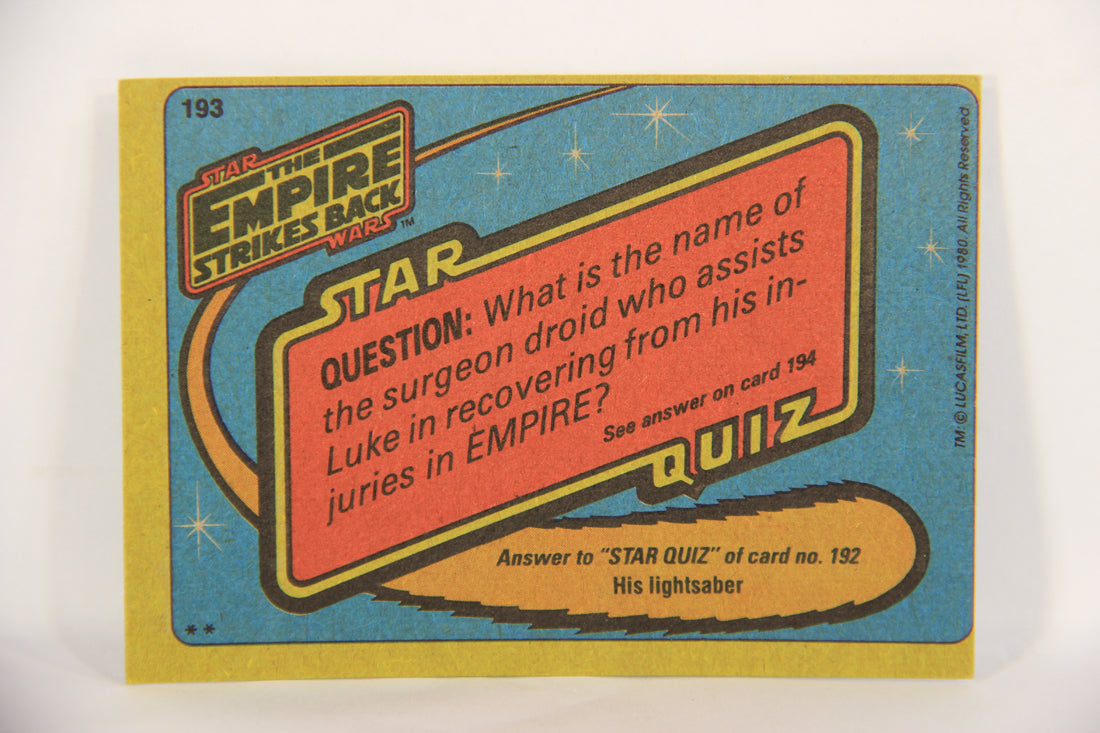 193
STAR
THE
EMPIRE
STRIKES BACK
WARS™
STAR
QUESTION: What is the name of
the surgeon droid who assists
Luke in recovering from his in-
juries in EMPIRE?
See answer on card 194
QUIZ
Answer to "STAR QUIZ" of card no. 192
His lightsaber
**
TM: © LUCASFILM, LTD. (LFL) 1980. All Rights Reserved